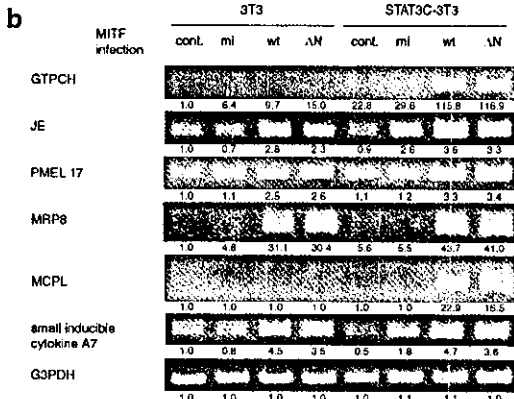 b
3T3 STAT3C-3T3
MITF
infection cont. mi wt ΔN cont. mi wt ΔN
GTPCH
1.0 6.4 9.7 15.0 22.8 29.6 115.8 116.9
JE
1.0 0.7 2.8 2.3 0.9 2.6 3.6 3.3
PMEL 17
1.0 1.1 2.5 2.6 1.1 1.2 3.3 3.4
MRP8
1.0 4.8 31.1 30.4 5.6 5.5 43.7 41.0
MCPL
1.0 1.0 1.0 1.0 1.0 1.0 22.9 16.5
small inducible
cytokine A7
1.0 0.8 4.5 3.5 0.5 1.8 4.7 3.6
G3PDH
1.0 1.0 1.0 1.0 1.0 1.1 1.1 1.0